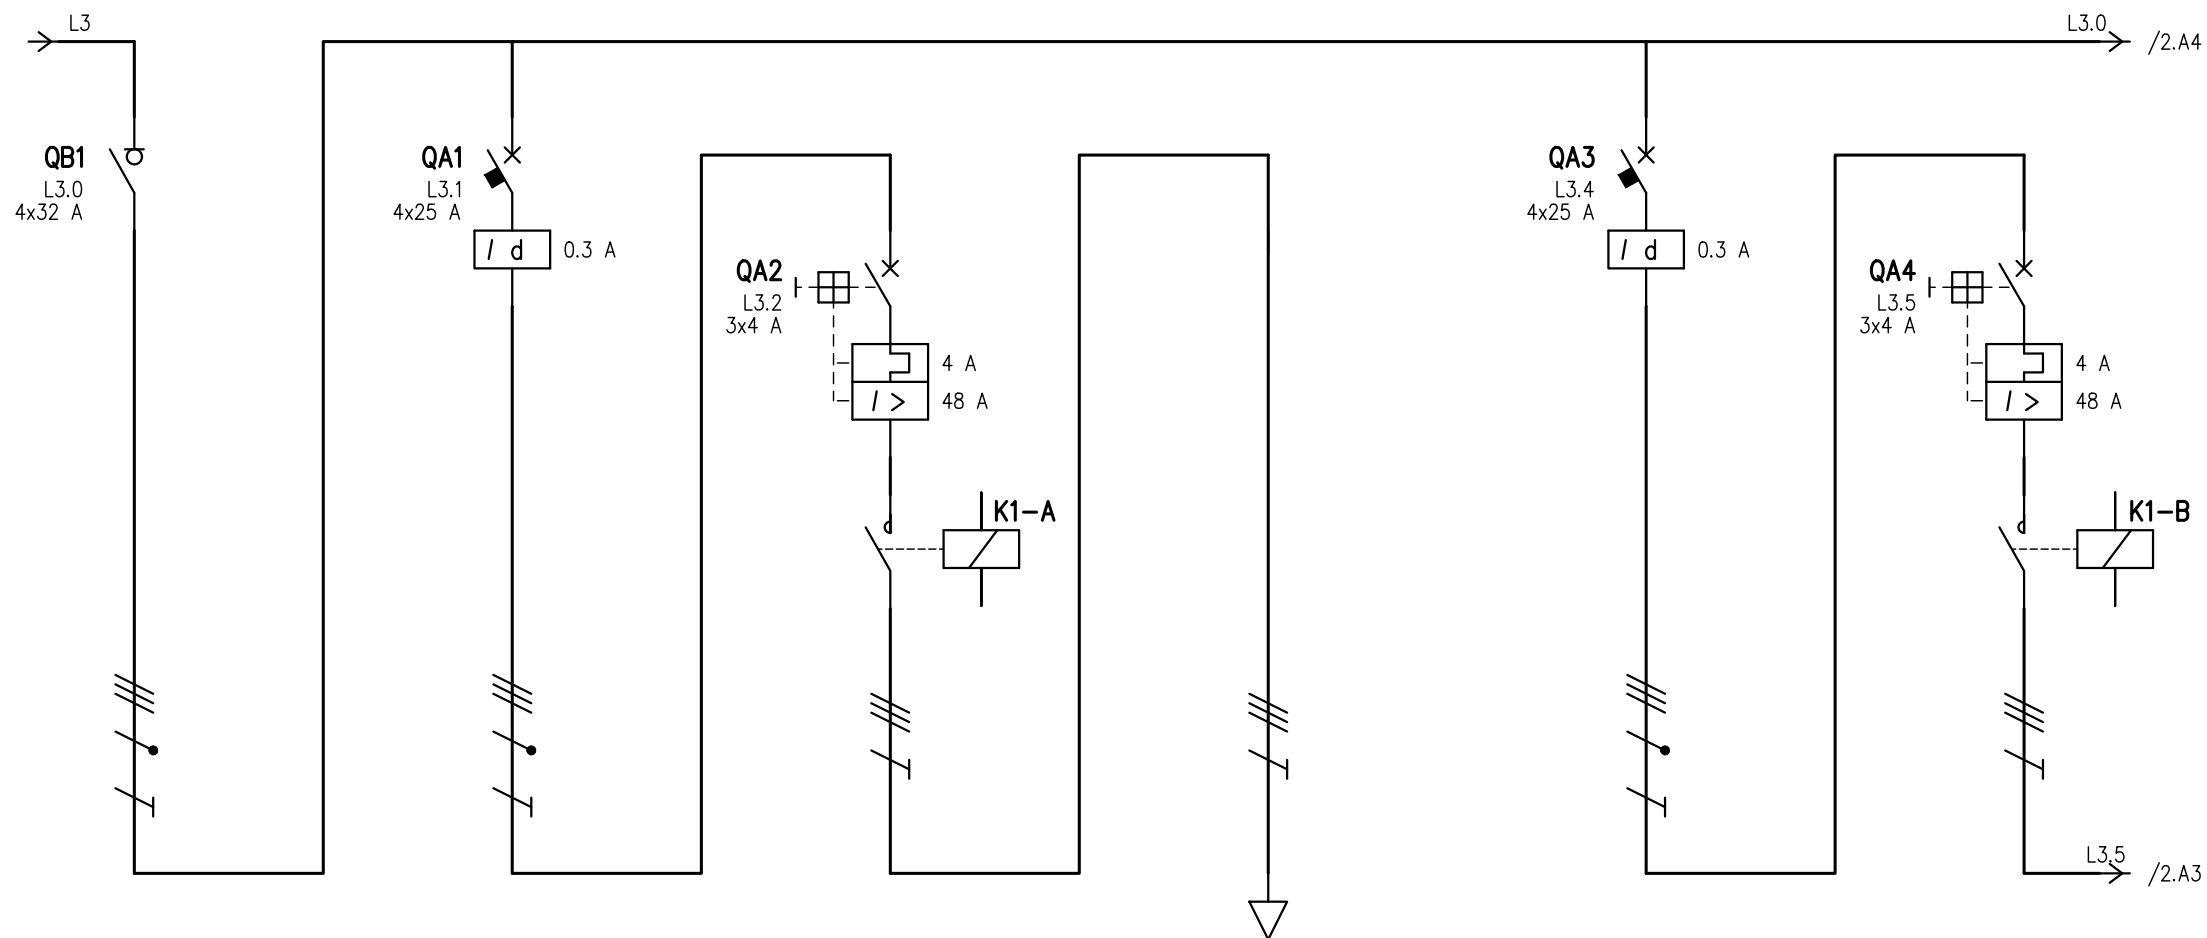 L3
L3.0
/2.A4
QB1
L3.0
4x32 A
QA1
L3.1
4x25 A
I d
0.3 A
QA2
L3.2
3x4 A
4 A
I >
48 A
K1-A
QA3
L3.4
4x25 A
I d
0.3 A
QA4
L3.5
3x4 A
4 A
I >
48 A
K1-B
L3.5
/2.A3